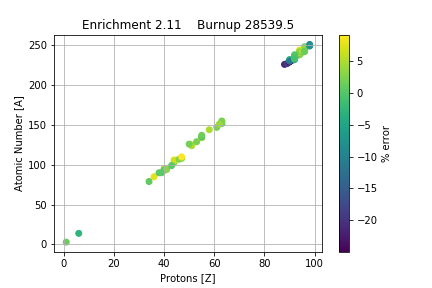 Enrichment 2.11    Burnup 28539.5
250
200
150
100
50
0
Atomic Number [A]
0 20 40 60 80 100
Protons [Z]
5
0
−5
−10
−15
−20
% error